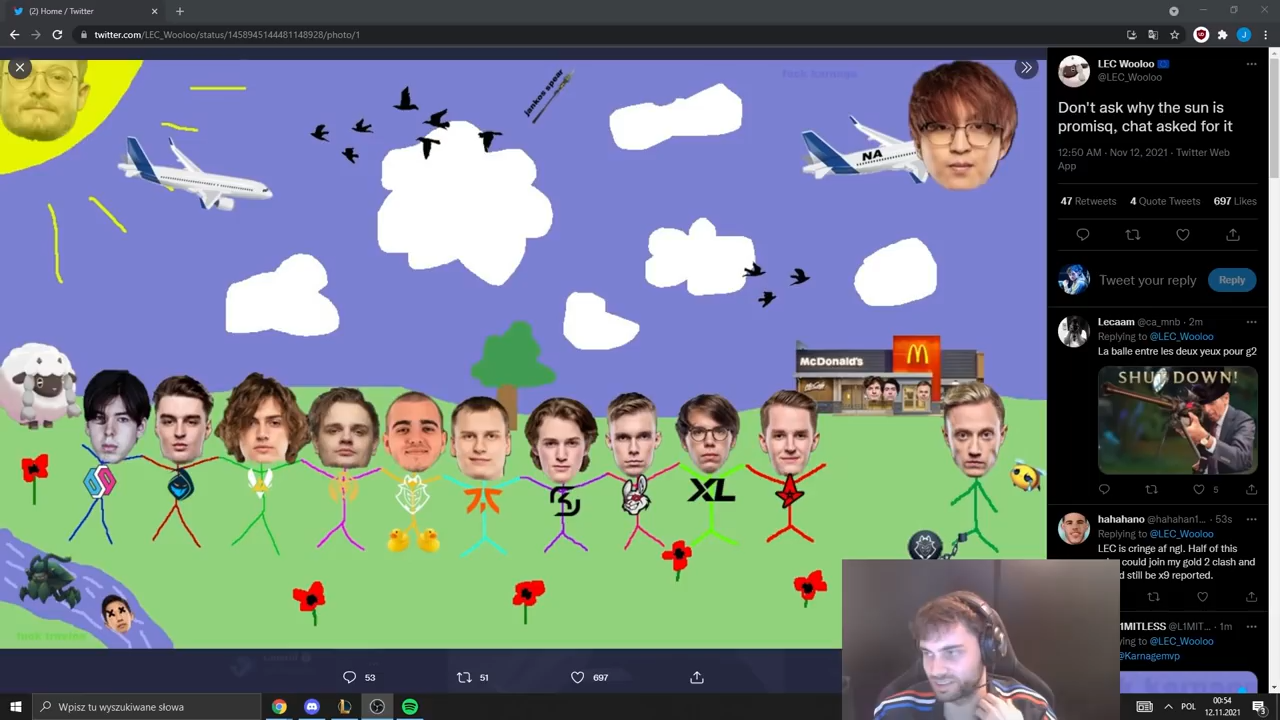 (2) Home / Twitter
twitter.com/LEC_Wooloo/status/1458945144481148928/photo/1
jankos spear
fuck karange
NA
McDonald's
XL
LEC Wooloo
@LEC_Wooloo
Don't ask why the sun is
promisq, chat asked for it
12:50 AM · Nov 12, 2021 · Twitter Web
App
47 Retweets 4 Quote Tweets 697 Likes
Tweet your reply
Reply
Lecaam @ca_mnb · 2m
Replying to @LEC_Wooloo
La balle entre les deux yeux pour g2
SHUTDOWN!
5
hahahano @hahahan1... · 53s
Replying to @LEC_Wooloo
LEC is cringe af ngl. Half of this
could join my gold 2 clash and
still be x9 reported.
1MITLESS @L1MIT... · 1m
@LEC_Wooloo
@Karnagemvp
53 51 697
Wpisz tu wyszukiwane słowa
POL
00:54
12.11.2021
3